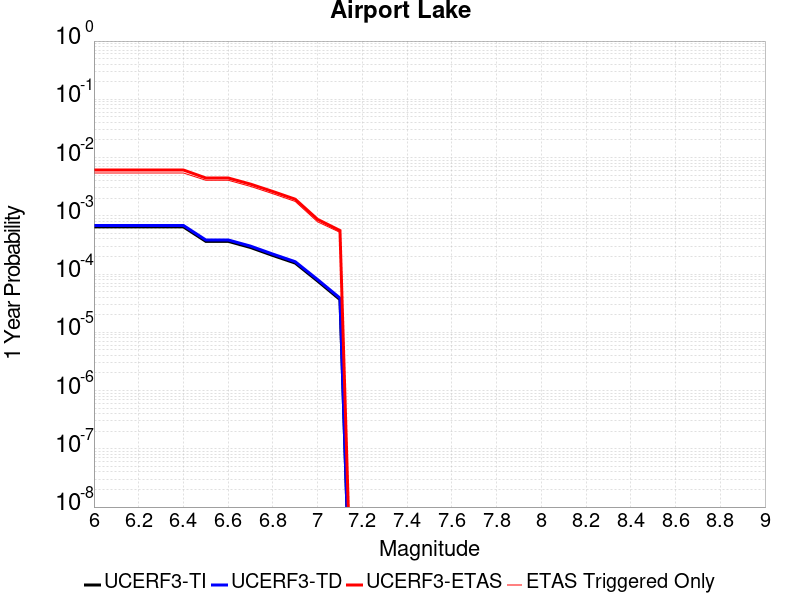 Airport Lake
1 Year Probability
10^0
10^-1
10^-2
10^-3
10^-4
10^-5
10^-6
10^-7
10^-8
6 6.2 6.4 6.6 6.8 7 7.2 7.4 7.6 7.8 8 8.2 8.4 8.6 8.8 9
Magnitude
UCERF3-TI UCERF3-TD UCERF3-ETAS ETAS Triggered Only